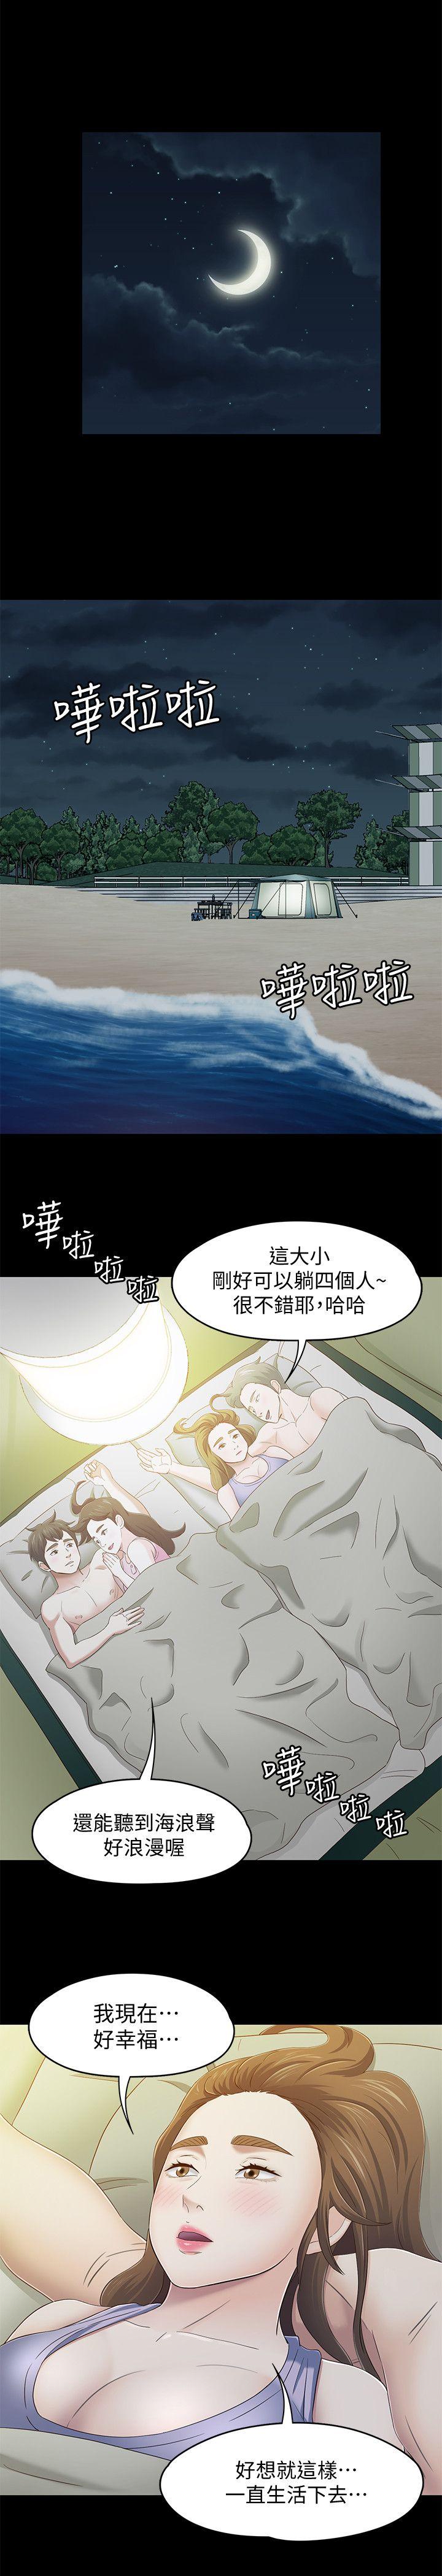 嘩啦啦
嘩啦啦
嘩啦啦啦
這大小
剛好可以躺四個人~
很不錯耶,哈哈
嘩啦啦啦
還能聽到海浪聲
好浪漫喔
我現在⋯
好幸福⋯
好想就這樣⋯
一直生活下去⋯